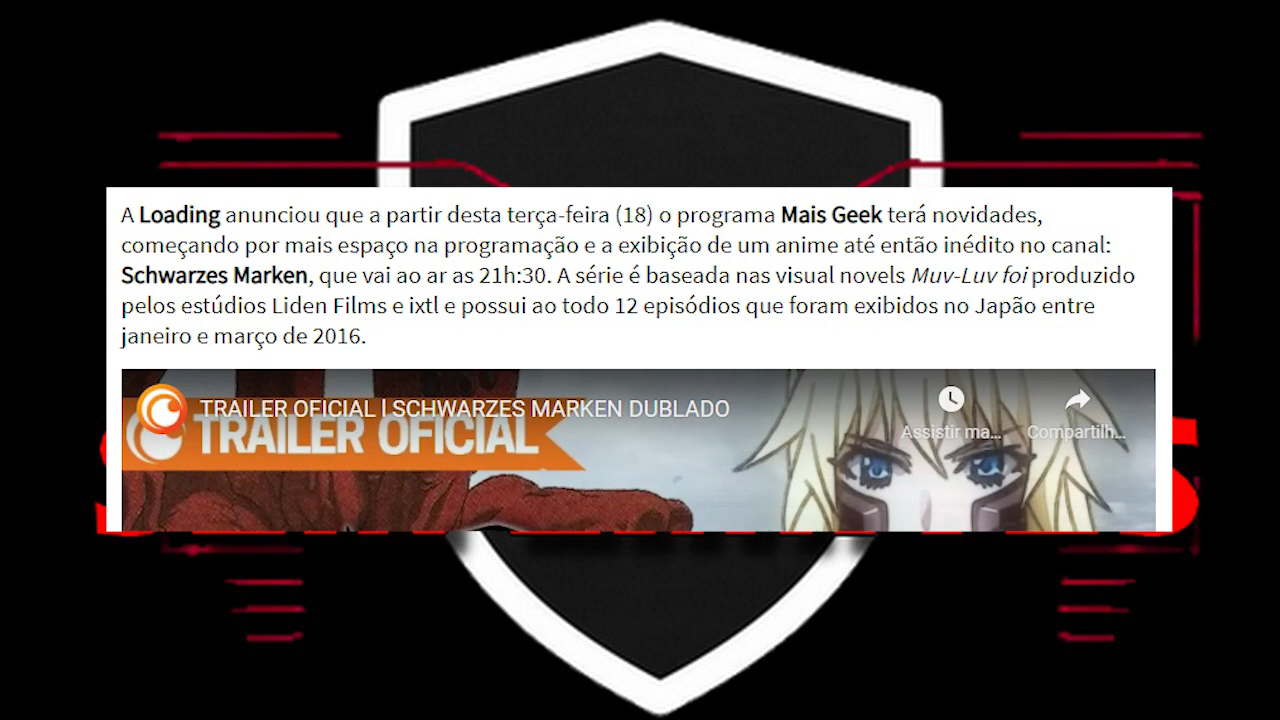 A Loading anunciou que a partir desta terça-feira (18) o programa Mais Geek terá novidades,
começando por mais espaço na programação e a exibição de um anime até então inédito no canal:
Schwarzes Marken, que vai ao ar as 21h:30. A série é baseada nas visual novels Muv-Luv foi produzido
pelos estúdios Liden Films e ixtl e possui ao todo 12 episódios que foram exibidos no Japão entre
janeiro e março de 2016.
TRAILER OFICIAL l SCHWARZES MARKEN DUBLADO
Assistir ma...
Compartilh...
TRAILER OFICIAL